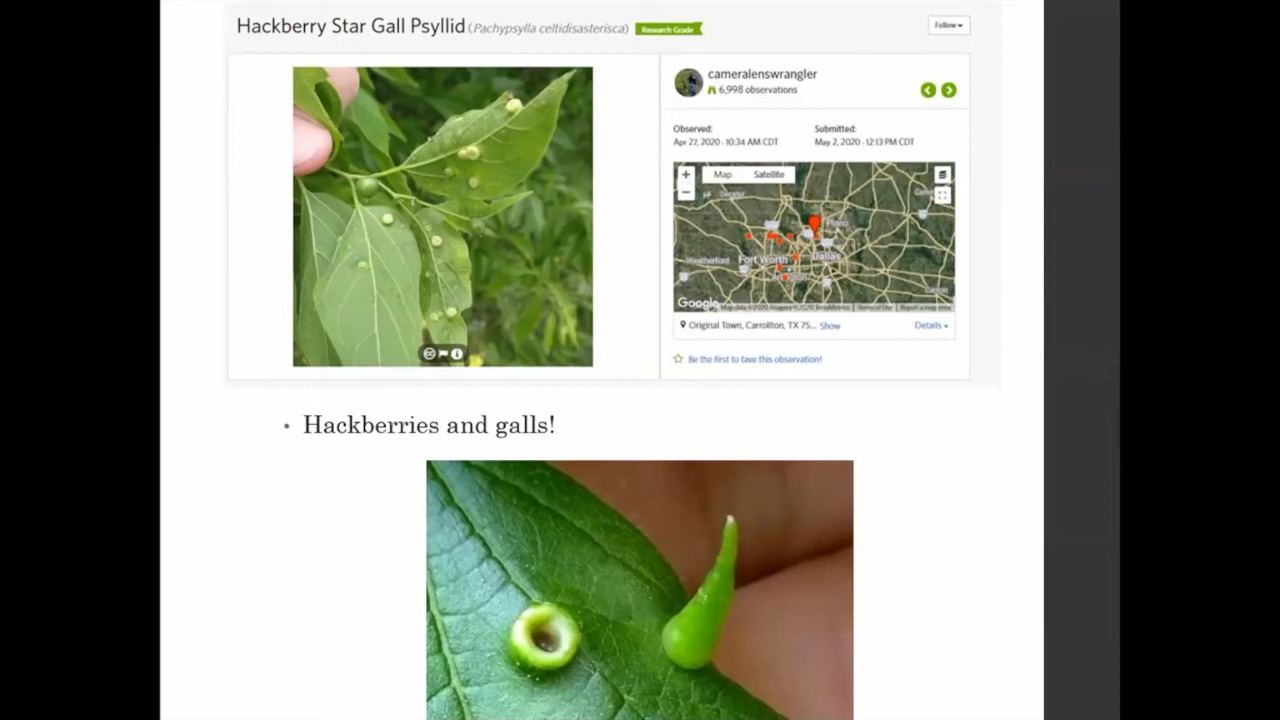 Hackberry Star Gall Psyllid (Pachypsylla celtidisasterisca) Research Grade
Follow
cameralenswrangler
6,998 observations
Observed: Submitted:
Apr 27, 2020 - 10:34 AM CDT May 2, 2020 - 12:13 PM CDT
+ Map Satellite
−
Plano
Weatherford Fort Worth Dallas
Google
Original Town, Carrollton, TX 75... Show Details
Be the first to fave this observation!
• Hackberries and galls!